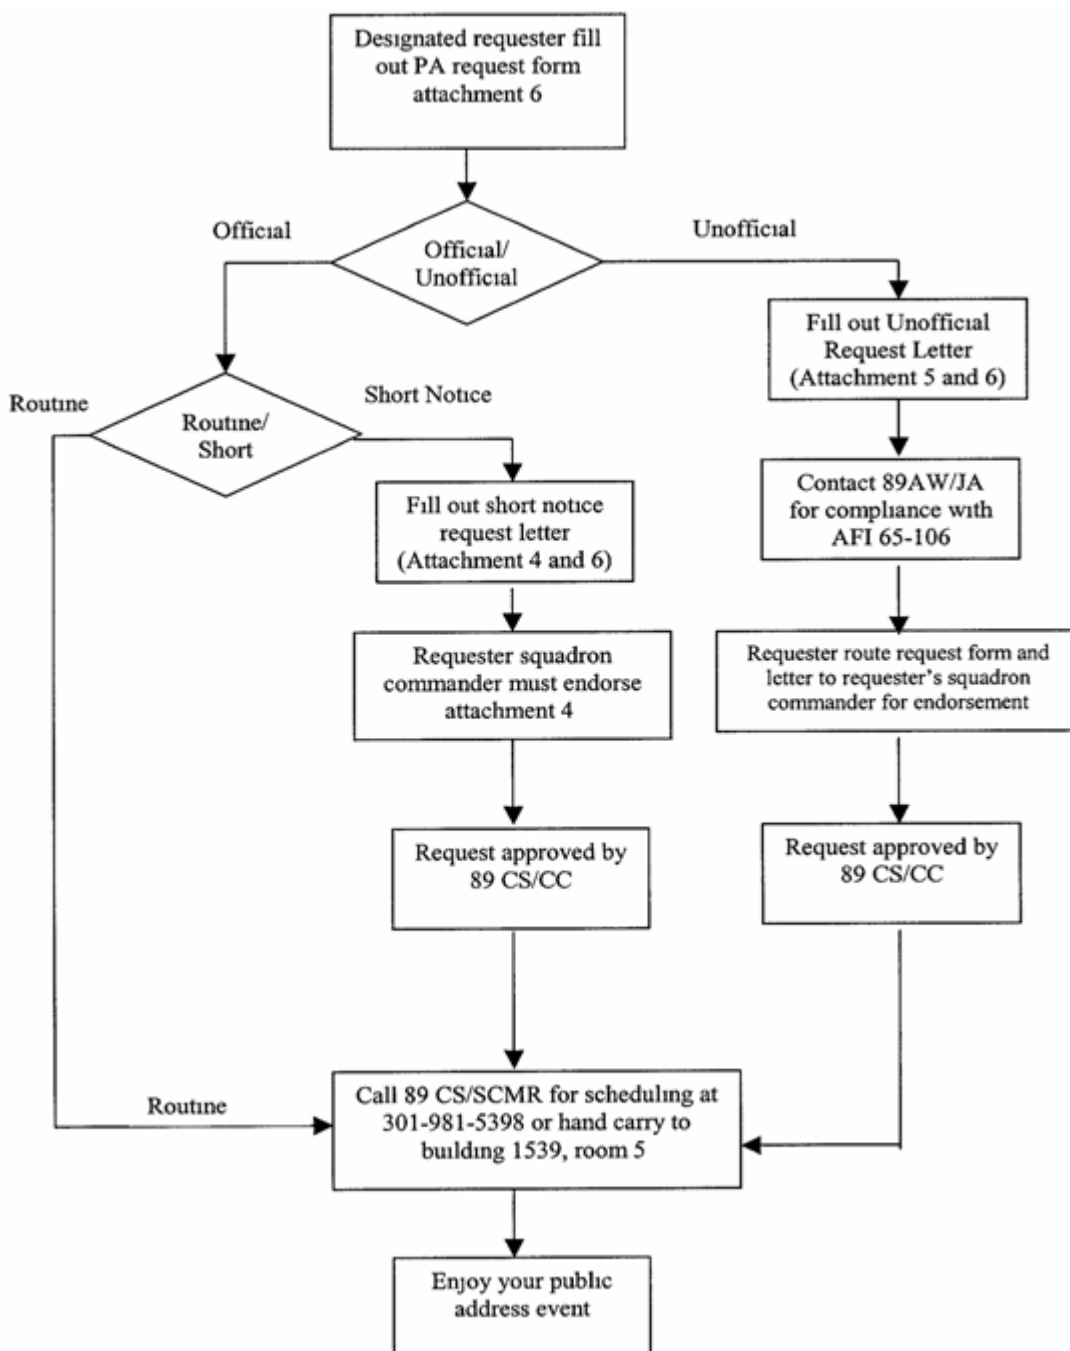 Designated requester fill
out PA request form
attachment 6
Official
Unofficial
Official/
Unofficial
Fill out Unofficial
Request Letter
(Attachment 5 and 6)
Routine
Short Notice
Routine/
Short
Fill out short notice
request letter
(Attachment 4 and 6)
Contact 89AW/JA
for compliance with
AFI 65-106
Requester squadron
commander must endorse
attachment 4
Requester route request form and
letter to requester's squadron
commander for endorsement
Request approved by
89 CS/CC
Request approved by
89 CS/CC
Routine
Call 89 CS/SCMR for scheduling at
301-981-5398 or hand carry to
building 1539, room 5
Enjoy your public
address event